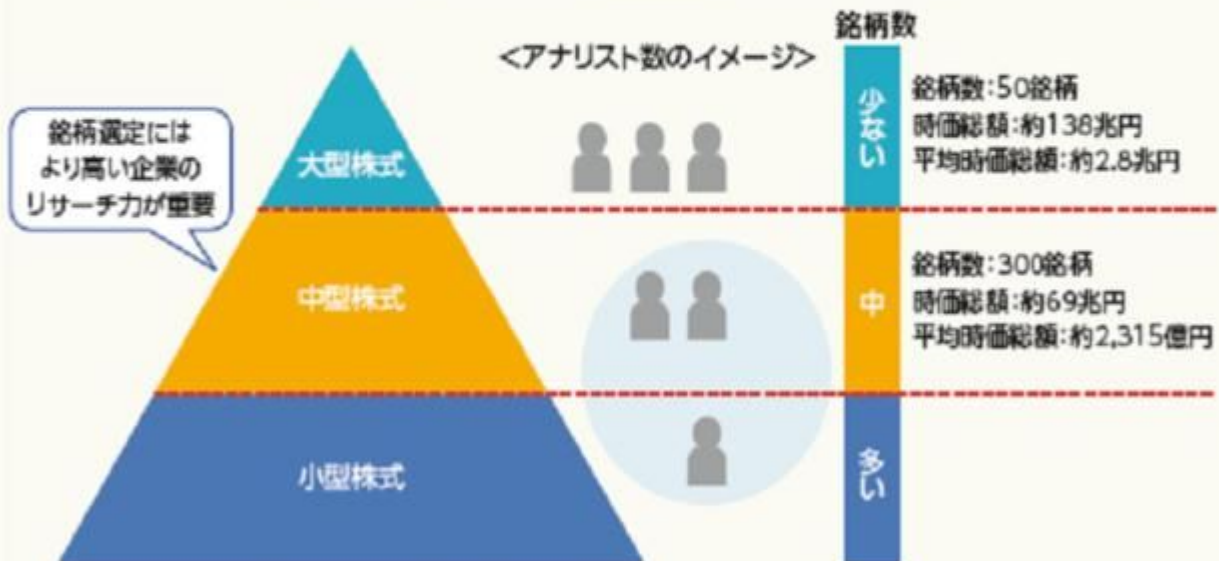 銘柄数
<アナリスト数のイメージ>
銘柄選定には
より高い企業の
リサーチ力が重要
大型株式
少ない
銘柄数:50銘柄
時価総額:約138兆円
平均時価総額:約2.8兆円
中型株式
中
銘柄数:300銘柄
時価総額:約69兆円
平均時価総額:約2,315億円
小型株式
多い